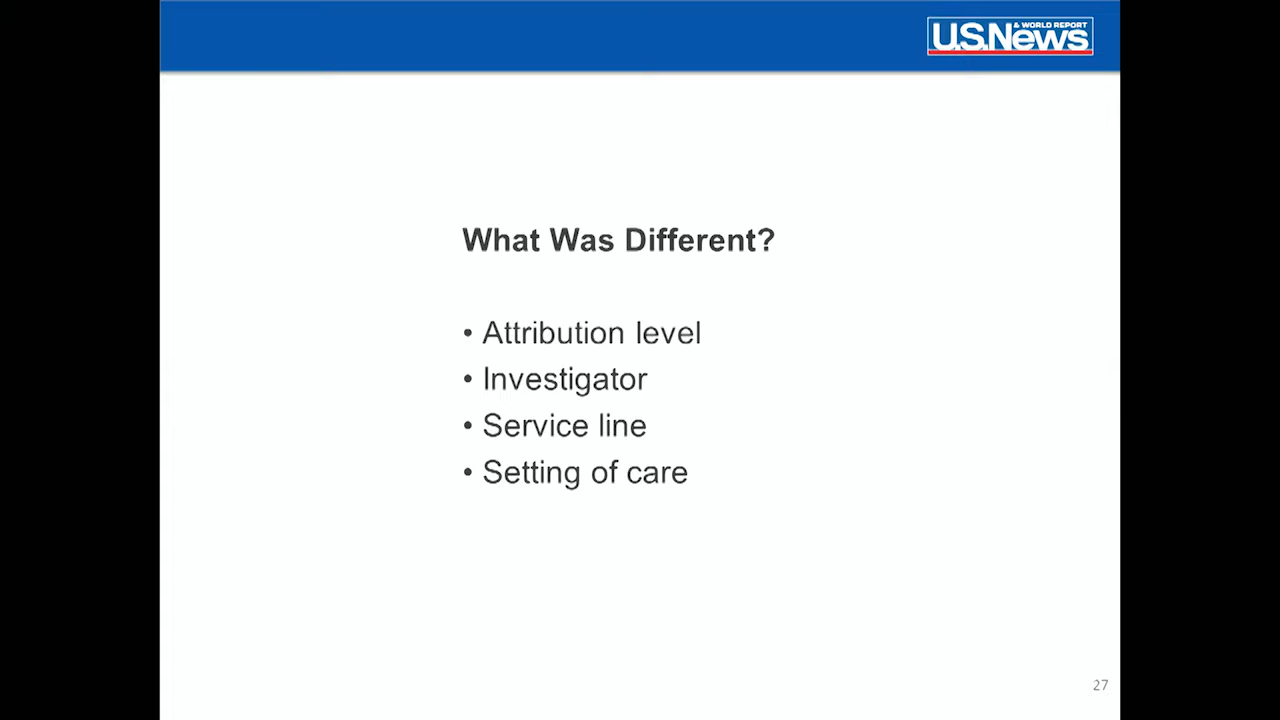 U.S.News
& WORLD REPORT
What Was Different?
• Attribution level
• Investigator
• Service line
• Setting of care
27